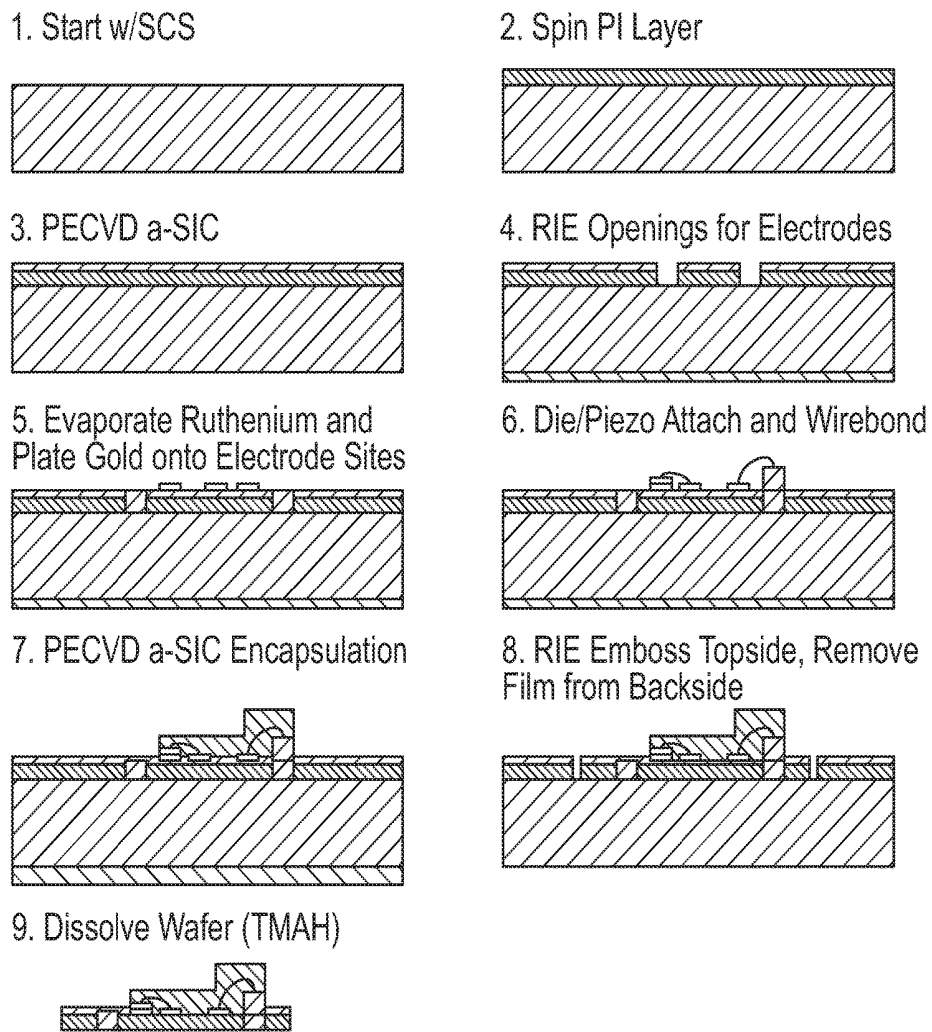 1. Start w/SCS
2. Spin PI Layer
3. PECVD a-SIC
4. RIE Openings for Electrodes
5. Evaporate Ruthenium and
Plate Gold onto Electrode Sites
6. Die/Piezo Attach and Wirebond
7. PECVD a-SIC Encapsulation
8. RIE Emboss Topside, Remove
Film from Backside
9. Dissolve Wafer (TMAH)